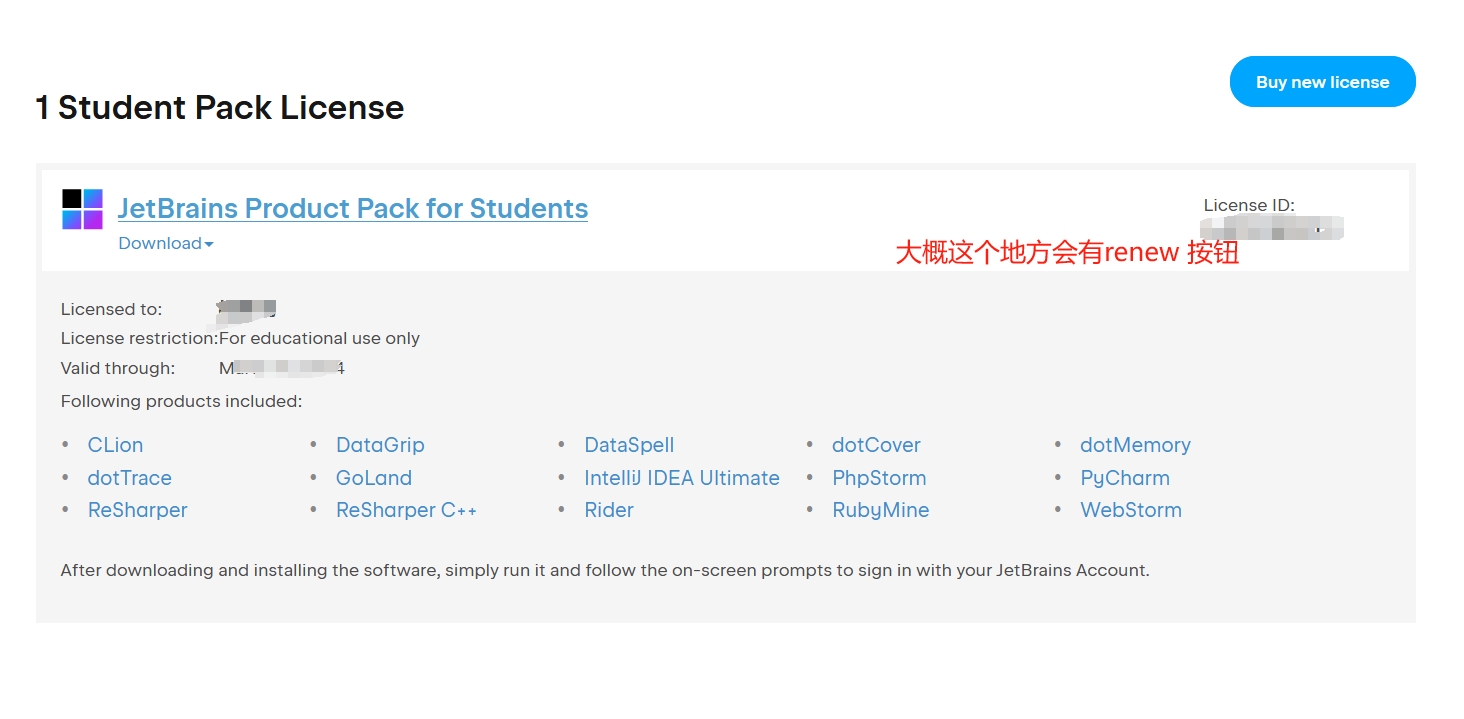 Buy new license
1 Student Pack License
JetBrains Product Pack for Students
License ID:
Download
大概这个地方会有renew 按钮
Licensed to:
License restriction:For educational use only
Valid through:
Following products included:
CLion DataGrip DataSpell dotCover dotMemory
dotTrace GoLand IntelliJ IDEA Ultimate PhpStorm PyCharm
ReSharper ReSharper C++ Rider RubyMine WebStorm
After downloading and installing the software, simply run it and follow the on-screen prompts to sign in with your JetBrains Account.